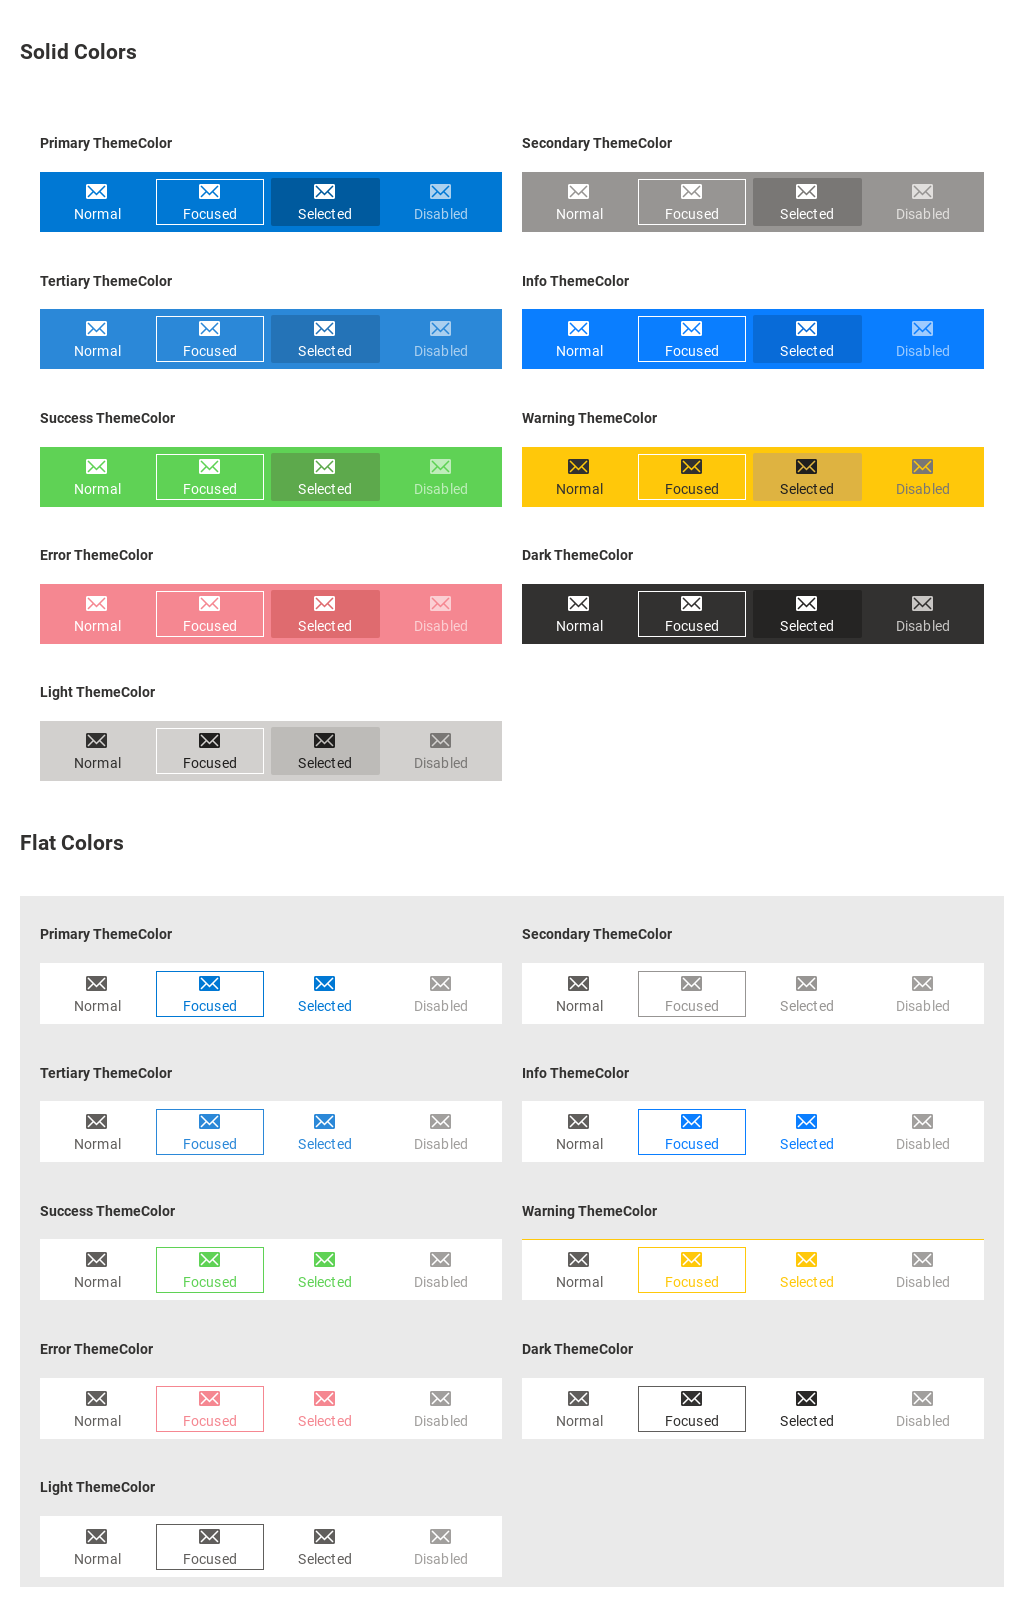 Solid Colors
Primary ThemeColor
Normal Focused Selected Disabled
Secondary ThemeColor
Normal Focused Selected Disabled
Tertiary ThemeColor
Normal Focused Selected Disabled
Info ThemeColor
Normal Focused Selected Disabled
Success ThemeColor
Normal Focused Selected Disabled
Warning ThemeColor
Normal Focused Selected Disabled
Error ThemeColor
Normal Focused Selected Disabled
Dark ThemeColor
Normal Focused Selected Disabled
Light ThemeColor
Normal Focused Selected Disabled
Flat Colors
Primary ThemeColor
Normal Focused Selected Disabled
Secondary ThemeColor
Normal Focused Selected Disabled
Tertiary ThemeColor
Normal Focused Selected Disabled
Info ThemeColor
Normal Focused Selected Disabled
Success ThemeColor
Normal Focused Selected Disabled
Warning ThemeColor
Normal Focused Selected Disabled
Error ThemeColor
Normal Focused Selected Disabled
Dark ThemeColor
Normal Focused Selected Disabled
Light ThemeColor
Normal Focused Selected Disabled